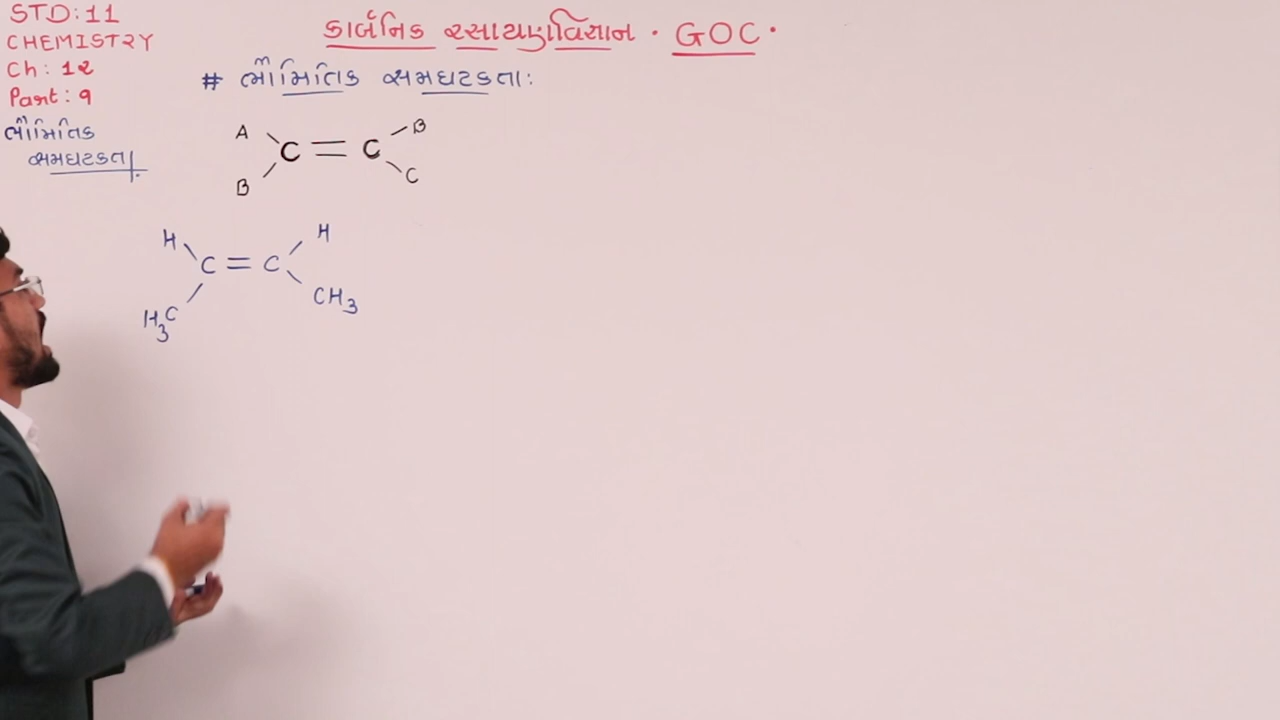 STD:11
CHEMISTRY
Ch: 12
Part: 9
ભૌમિતિક
સમઘટકતા.
કાર્બનિક રસાયણવિજ્ઞાન · GOC ·
# ભૌમિતિક સમઘટકતા:
A B
C = C
B C
H H
C = C
H3C CH3